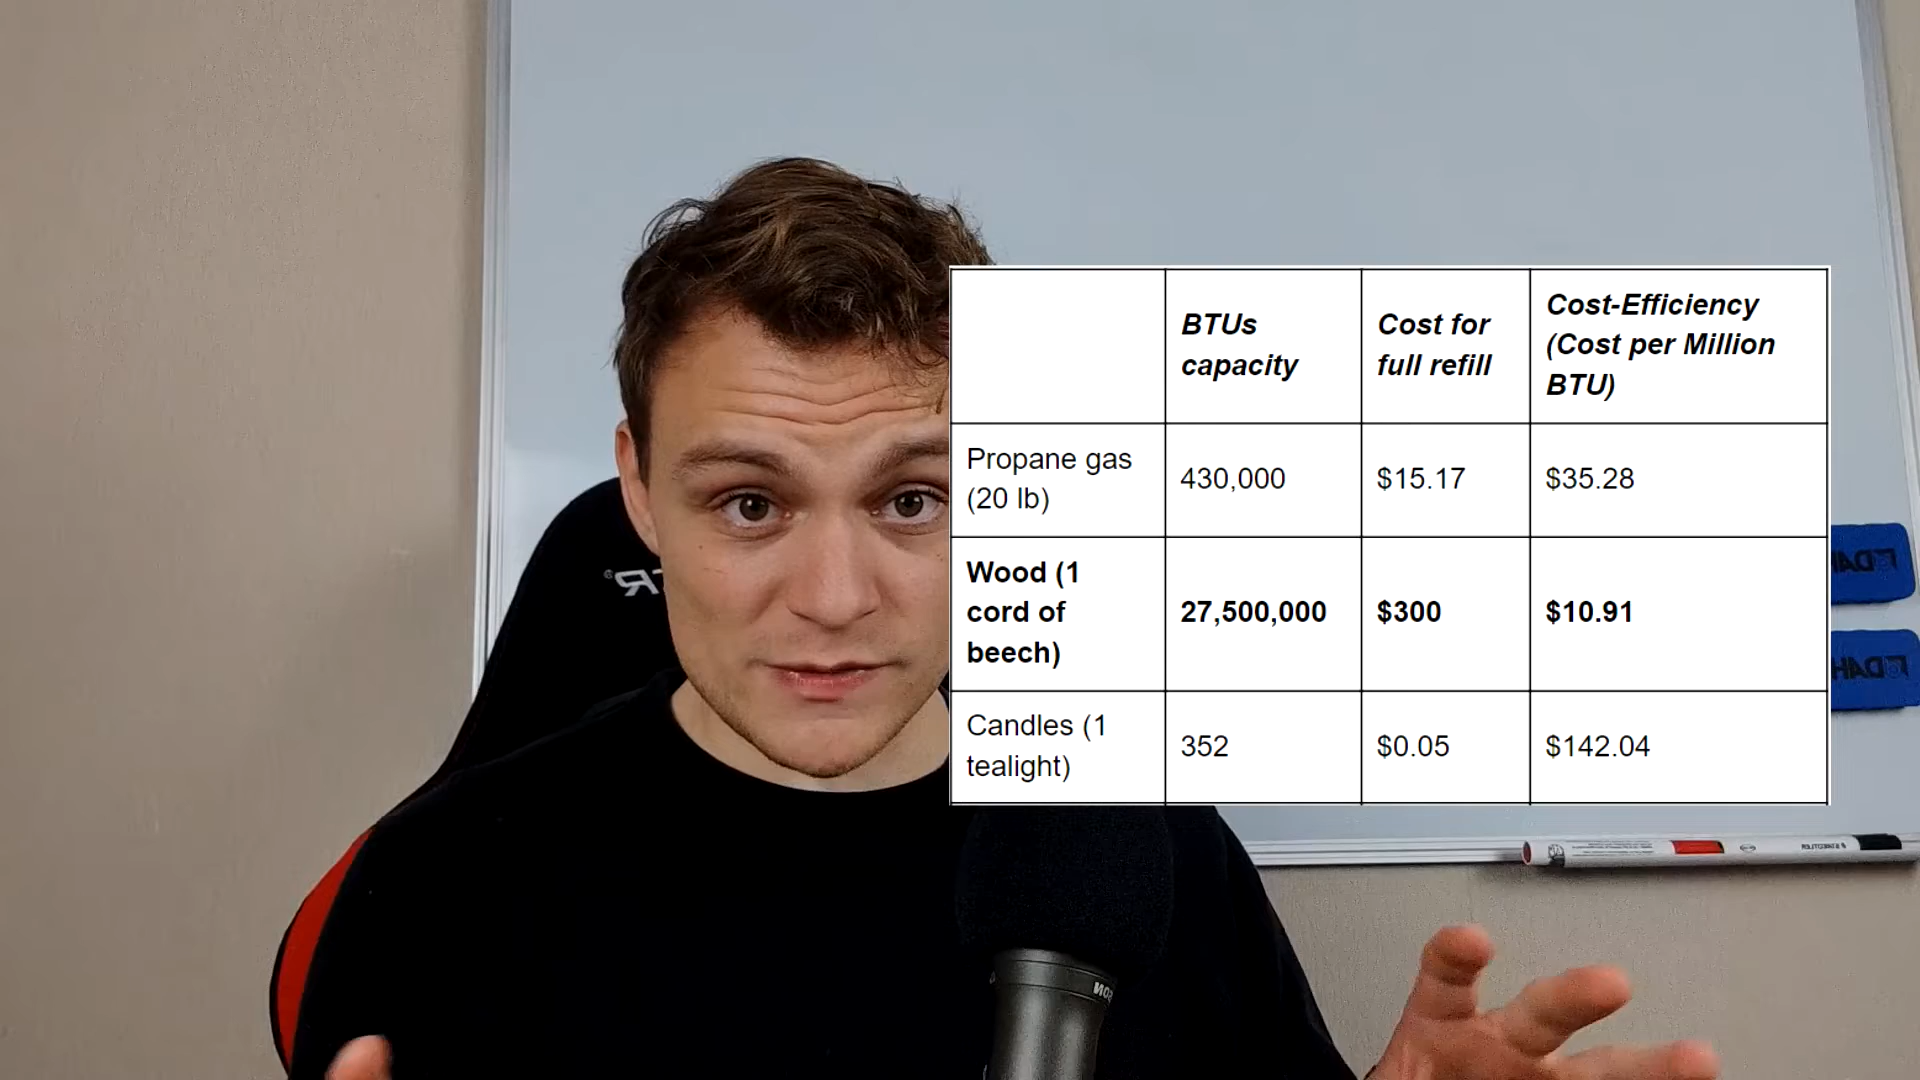 BTUs
capacity
Cost for
full refill
Cost-Efficiency
(Cost per Million
BTU)
Propane gas
(20 lb)
430,000
$15.17
$35.28
Wood (1
cord of
beech)
27,500,000
$300
$10.91
Candles (1
tealight)
352
$0.05
$142.04